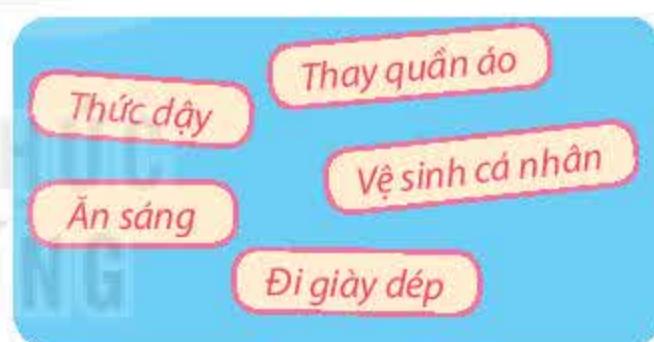 Thay quần áo
Thức dậy
Vệ sinh cá nhân
Ăn sáng
Đi giày dép